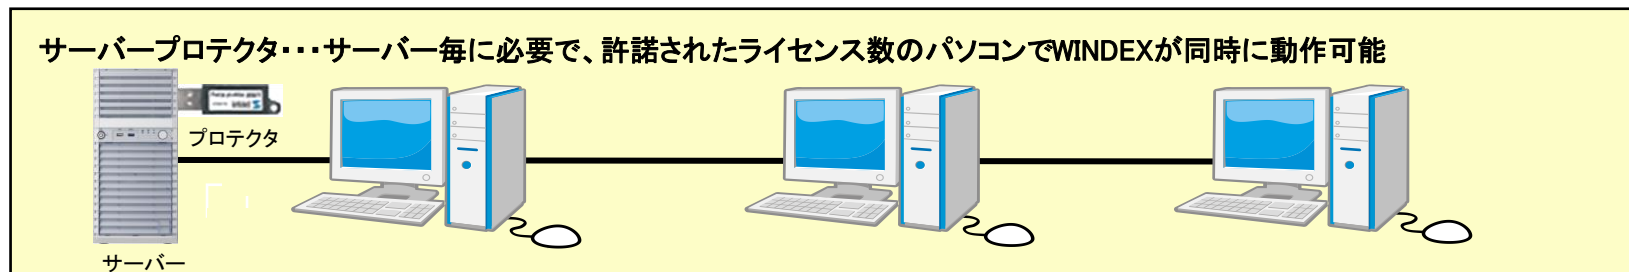 サーバープロテクタ・・・サーバー毎に必要で、許諾されたライセンス数のパソコンでWINDEXが同時に動作可能
プロテクタ
サーバー